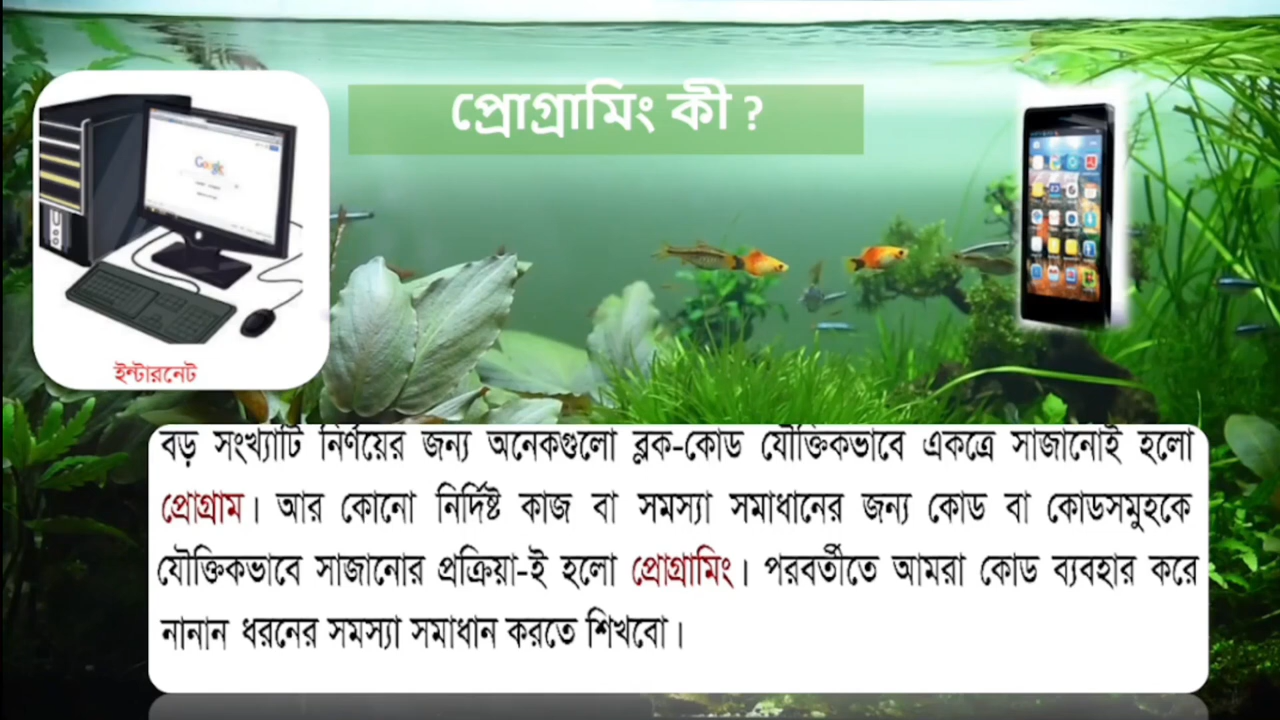 প্রোগ্রামিং কী ?
Google
ইন্টারনেট
বড় সংখ্যাটি নির্ণয়ের জন্য অনেকগুলো ব্লক-কোড যৌক্তিকভাবে একত্রে সাজানোই হলো
প্রোগ্রাম। আর কোনো নির্দিষ্ট কাজ বা সমস্যা সমাধানের জন্য কোড বা কোডসমুহকে
যৌক্তিকভাবে সাজানোর প্রক্রিয়া-ই হলো প্রোগ্রামিং। পরবর্তীতে আমরা কোড ব্যবহার করে
নানান ধরনের সমস্যা সমাধান করতে শিখবো।